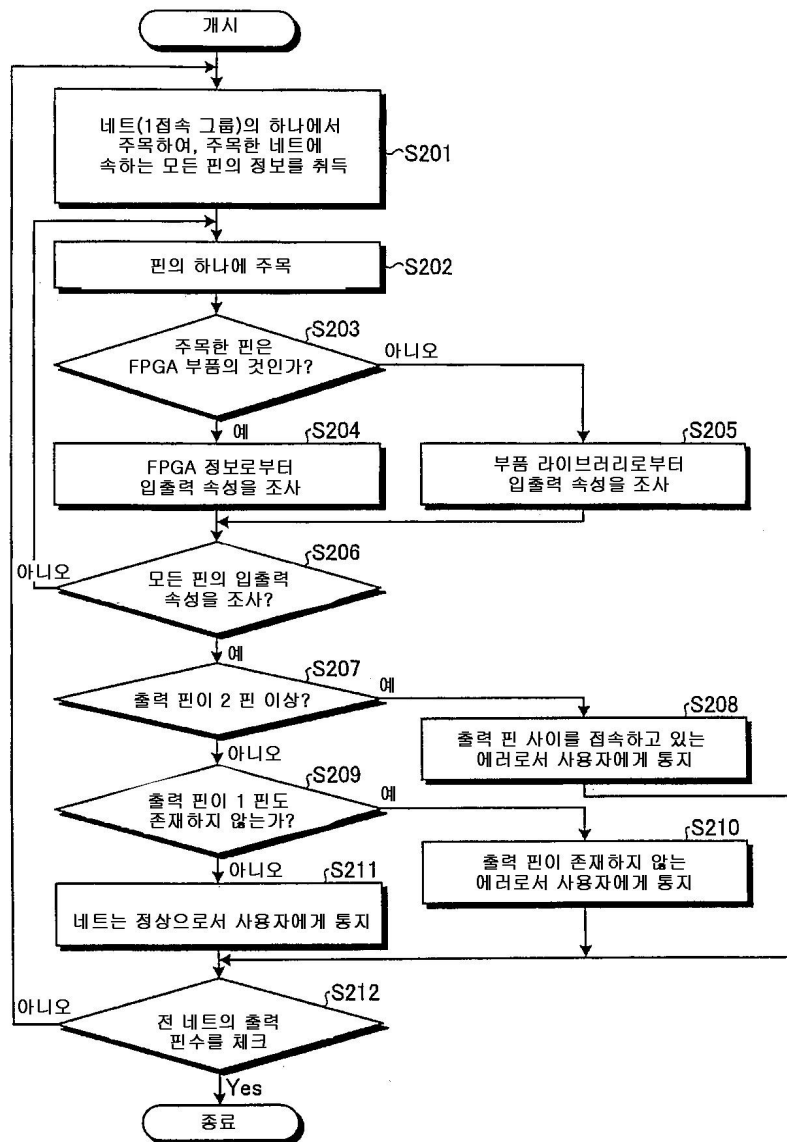 개시
네트(1접속 그룹)의 하나에서
주목하여, 주목한 네트에
속하는 모든 핀의 정보를 취득
S201
핀의 하나에 주목
S202
S203
주목한 핀은
FPGA 부품의 것인가?
아니오
예
S204
FPGA 정보로부터
입출력 속성을 조사
S205
부품 라이브러리로부터
입출력 속성을 조사
S206
아니오
모든 핀의 입출력
속성을 조사?
예
S207
출력 핀이 2 핀 이상?
예
S208
출력 핀 사이를 접속하고 있는
에러로서 사용자에게 통지
아니오
S209
출력 핀이 1 핀도
존재하지 않는가?
예
S210
출력 핀이 존재하지 않는
에러로서 사용자에게 통지
아니오
S211
네트는 정상으로서 사용자에게 통지
S212
아니오
전 네트의 출력
핀수를 체크
Yes
종료